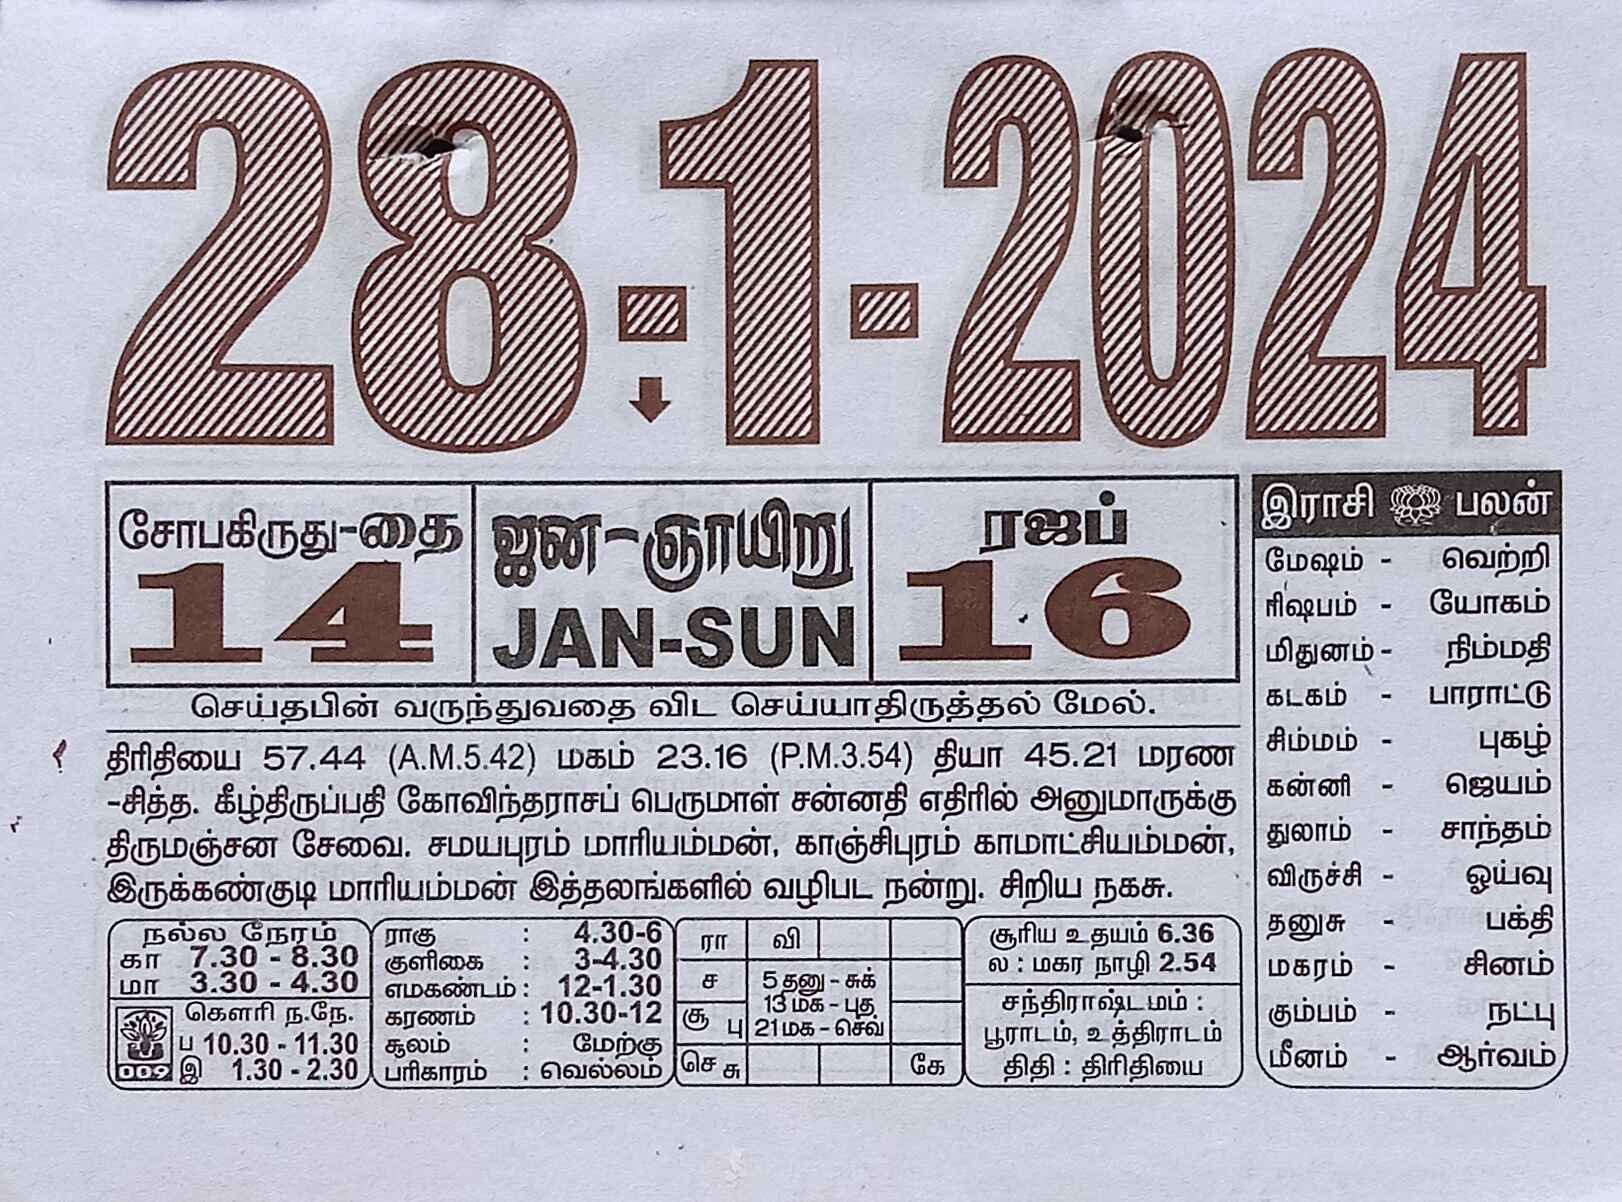 28-1-2024
சோபகிருது-தை
14
ஜன-ஞாயிறு
JAN-SUN
ரஜப்
16
செய்தபின் வருந்துவதை விட செய்யாதிருத்தல் மேல்.
திரிதியை 57.44 (A.M.5.42) மகம் 23.16 (P.M.3.54) தியா 45.21 மரண
-சித்த. கீழ்திருப்பதி கோவிந்தராசப் பெருமாள் சன்னதி எதிரில் அனுமாருக்கு
திருமஞ்சன சேவை. சமயபுரம் மாரியம்மன், காஞ்சிபுரம் காமாட்சியம்மன்,
இருக்கண்குடி மாரியம்மன் இத்தலங்களில் வழிபட நன்று. சிறிய நகசு.
நல்ல நேரம்
கா 7.30 - 8.30
மா 3.30 - 4.30
கௌரி ந.நே.
ப 10.30 - 11.30
இ 1.30 - 2.30
009
ராகு : 4.30-6
குளிகை : 3-4.30
எமகண்டம் : 12-1.30
கரணம் : 10.30-12
சூலம் : மேற்கு
பரிகாரம் : வெல்லம்
ரா வி
ச
சூ பு
செ சு
5 தனு - சுக்
13 மக - புத
21 மக - செவ்
கே
சூரிய உதயம் 6.36
ல : மகர நாழி 2.54
சந்திராஷ்டமம் :
பூராடம், உத்திராடம்
திதி : திரிதியை
இராசி பலன்
மேஷம் - வெற்றி
ரிஷபம் - யோகம்
மிதுனம் - நிம்மதி
கடகம் - பாராட்டு
சிம்மம் - புகழ்
கன்னி - ஜெயம்
துலாம் - சாந்தம்
விருச்சி - ஓய்வு
தனுசு - பக்தி
மகரம் - சினம்
கும்பம் - நட்பு
மீனம் - ஆர்வம்